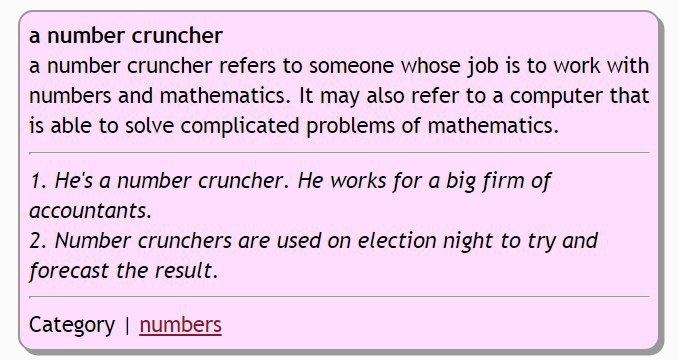 a number cruncher
a number cruncher refers to someone whose job is to work with
numbers and mathematics. It may also refer to a computer that
is able to solve complicated problems of mathematics.
1. He's a number cruncher. He works for a big firm of
accountants.
2. Number crunchers are used on election night to try and
forecast the result.
Category | numbers